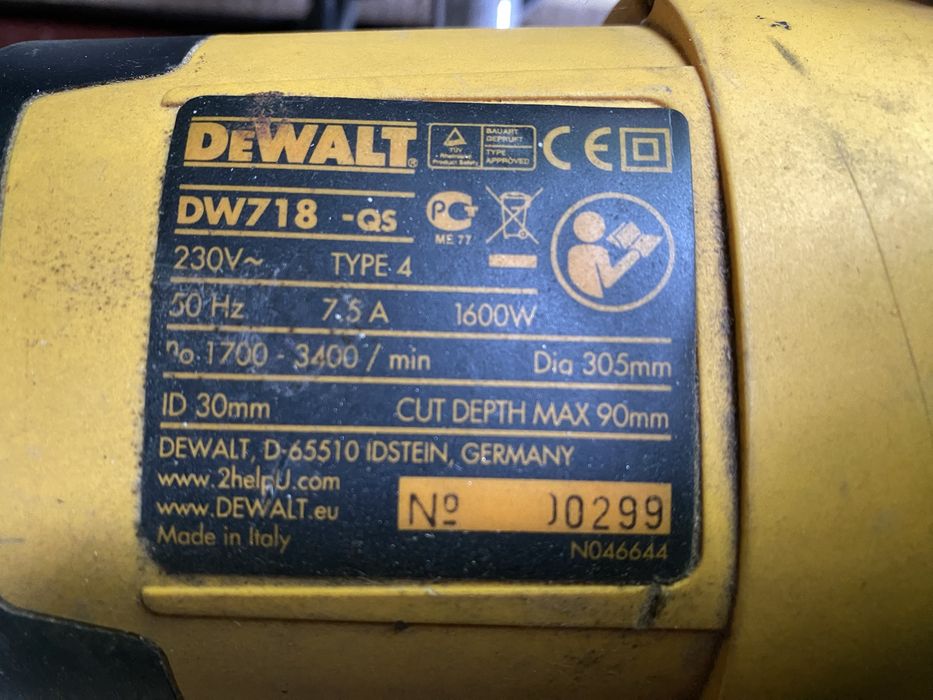 DEWALT®
TÜV Rheinland Product Safety
BAUART GEPRÜFT
TYPE APPROVED
CE
DW718 -QS
PCT
ME 77
230V~ TYPE 4
50 Hz 7.5 A 1600W
no 1700 - 3400 / min Dia 305mm
ID 30mm CUT DEPTH MAX 90mm
DEWALT, D-65510 IDSTEIN, GERMANY
www.2helpU.com
www.DEWALT.eu
Nº 00299
Made in Italy
N046644